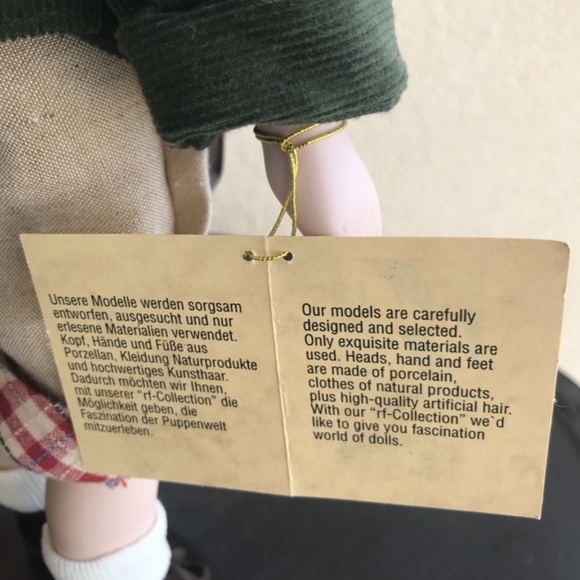 Unsere Modelle werden sorgsam
entworfen, ausgesucht und nur
erlesene Materialien verwendet.
Kopf, Hände und Füße aus
Porzellan, Kleidung Naturprodukte
und hochwertiges Kunsthaar.
Dadurch möchten wir Ihnen,
mit unserer "rf-Collection" die
Möglichkeit geben, die
Faszination der Puppenwelt
mitzuerleben.
Our models are carefully
designed and selected.
Only exquisite materials are
used. Heads, hand and feet
are made of porcelain,
clothes of natural products,
plus high-quality artificial hair.
With our "rf-Collection" we`d
like to give you fascination
world of dolls.